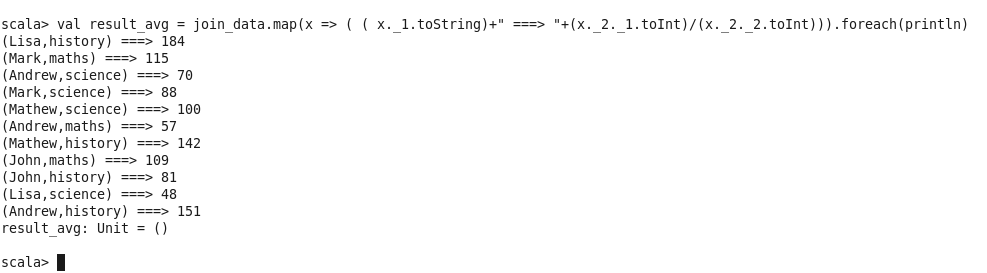 scala> val result_avg = join_data.map(x => ( ( x._1.toString)+" ===> "+(x._2._1.toInt)/(x._2._2.toInt))).foreach(println)
(Lisa,history) ===> 184
(Mark,maths) ===> 115
(Andrew,science) ===> 70
(Mark,science) ===> 88
(Mathew,science) ===> 100
(Andrew,maths) ===> 57
(Mathew,history) ===> 142
(John,maths) ===> 109
(John,history) ===> 81
(Lisa,science) ===> 48
(Andrew,history) ===> 151
result_avg: Unit = ()
scala>